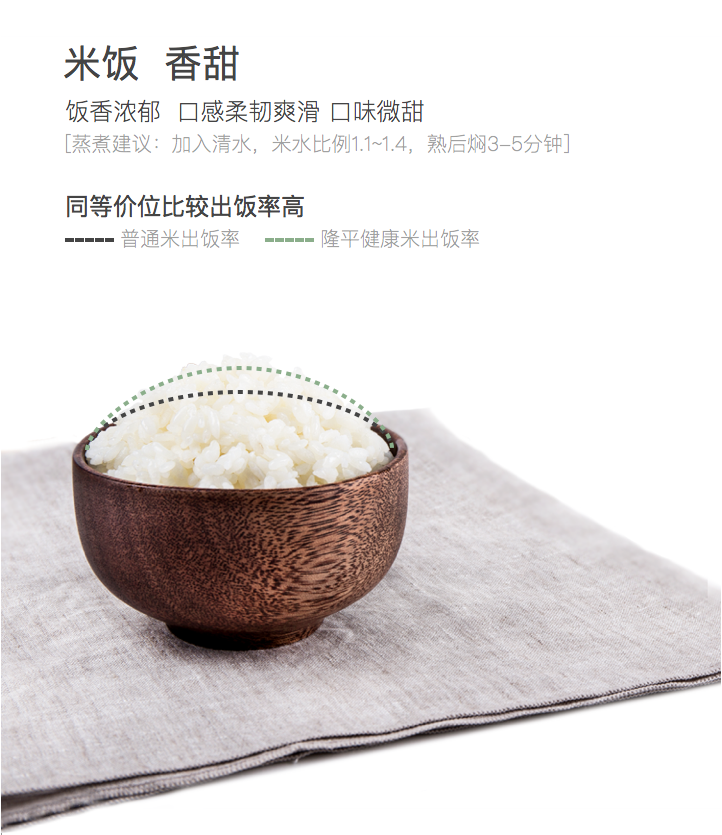 米饭 香甜
饭香浓郁 口感柔韧爽滑 口味微甜
[蒸煮建议：加入清水，米水比例1.1~1.4，熟后焖3-5分钟]
同等价位比较出饭率高
普通米出饭率 隆平健康米出饭率